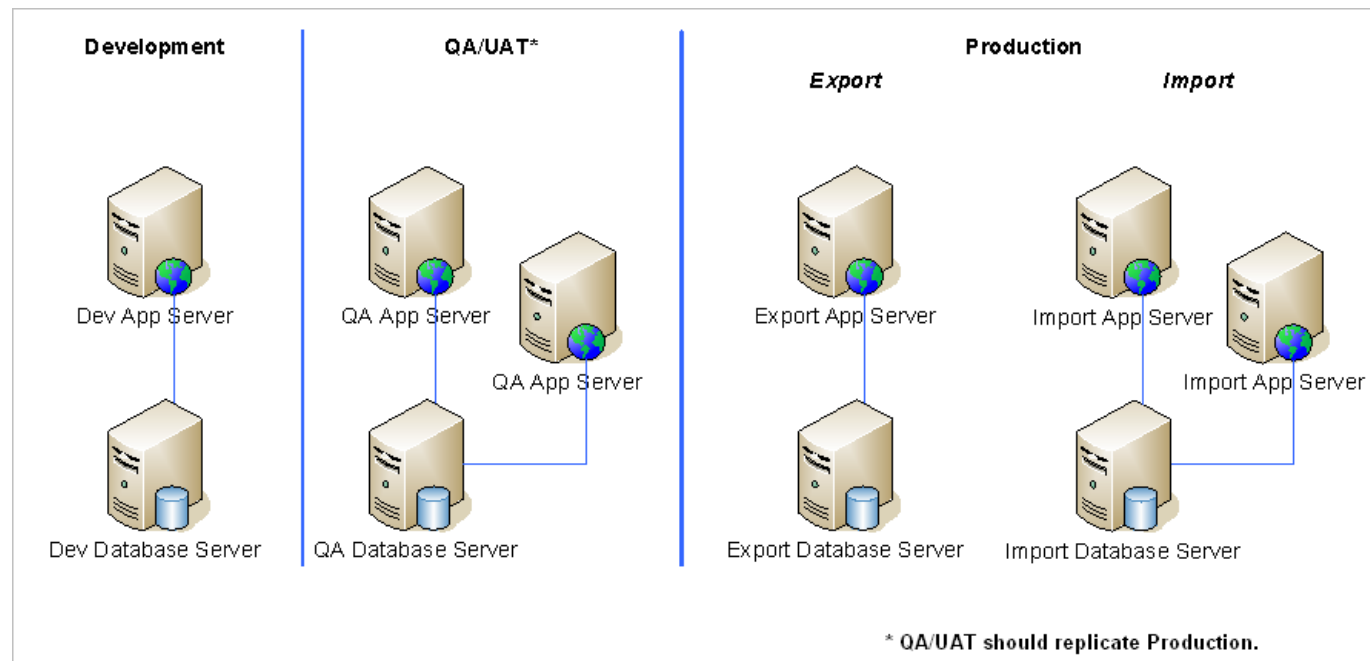 Development
QA/UAT*
Production
Export
Import
Dev App Server
QA App Server
QA App Server
Export App Server
Import App Server
Import App Server
Dev Database Server
QA Database Server
Export Database Server
Import Database Server
* QA/UAT should replicate Production.